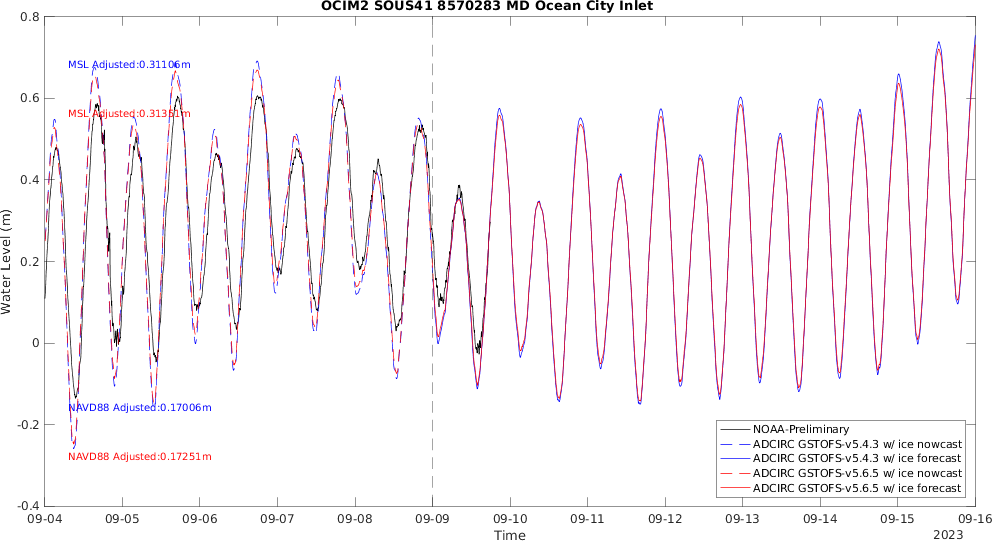 OCIM2 SOUS41 8570283 MD Ocean City Inlet
Water Level (m)
0.8
0.6
0.4
0.2
0
-0.2
-0.4
MSL Adjusted:0.31106m
MSL Adjusted:0.31351m
NAVD88 Adjusted:0.17006m
NAVD88 Adjusted:0.17251m
NOAA-Preliminary
ADCIRC GSTOFS-v5.4.3 w/ ice nowcast
ADCIRC GSTOFS-v5.4.3 w/ ice forecast
ADCIRC GSTOFS-v5.6.5 w/ ice nowcast
ADCIRC GSTOFS-v5.6.5 w/ ice forecast
09-04 09-05 09-06 09-07 09-08 09-09 09-10 09-11 09-12 09-13 09-14 09-15 09-16
Time
2023